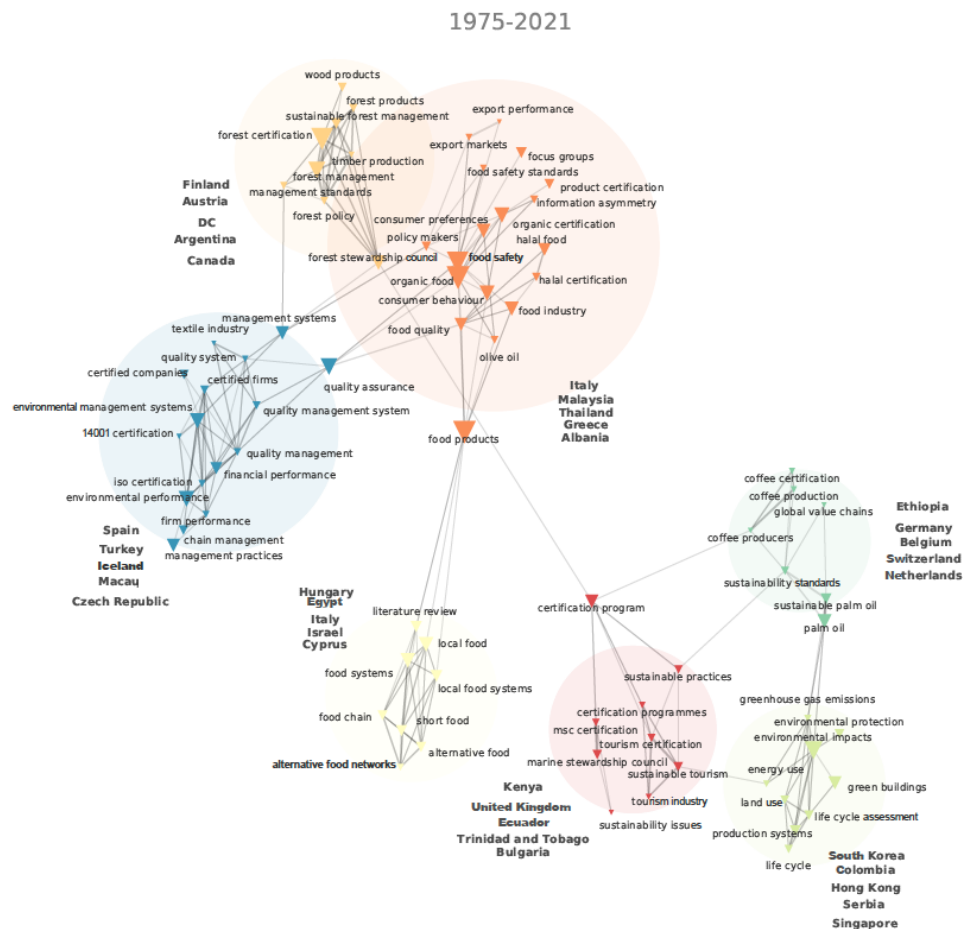 1975-2021
wood products
forest products
sustainable forest management
forest certification
timber production
forest management
management standards
forest policy
forest stewardship council
Finland
Austria
DC
Argentina
Canada
export performance
export markets
focus groups
food safety standards
product certification
information asymmetry
consumer preferences
organic certification
policy makers
halal food
food safety
organic food
halal certification
consumer behaviour
food industry
food quality
olive oil
Italy
Malaysia
Thailand
Greece
Albania
food products
management systems
textile industry
quality system
certified companies
certified firms
quality assurance
environmental management systems
quality management system
14001 certification
quality management
financial performance
iso certification
environmental performance
firm performance
chain management
management practices
Spain
Turkey
Iceland
Macau
Czech Republic
coffee certification
coffee production
global value chains
coffee producers
sustainability standards
sustainable palm oil
palm oil
Ethiopia
Germany
Belgium
Switzerland
Netherlands
Hungary
Egypt
Italy
Israel
Cyprus
literature review
local food
food systems
local food systems
food chain
short food
alternative food
alternative food networks
certification program
sustainable practices
certification programmes
msc certification
tourism certification
marine stewardship council
sustainable tourism
tourism industry
sustainability issues
Kenya
United Kingdom
Ecuador
Trinidad and Tobago
Bulgaria
greenhouse gas emissions
environmental protection
environmental impacts
energy use
green buildings
land use
life cycle assessment
production systems
life cycle
South Korea
Colombia
Hong Kong
Serbia
Singapore